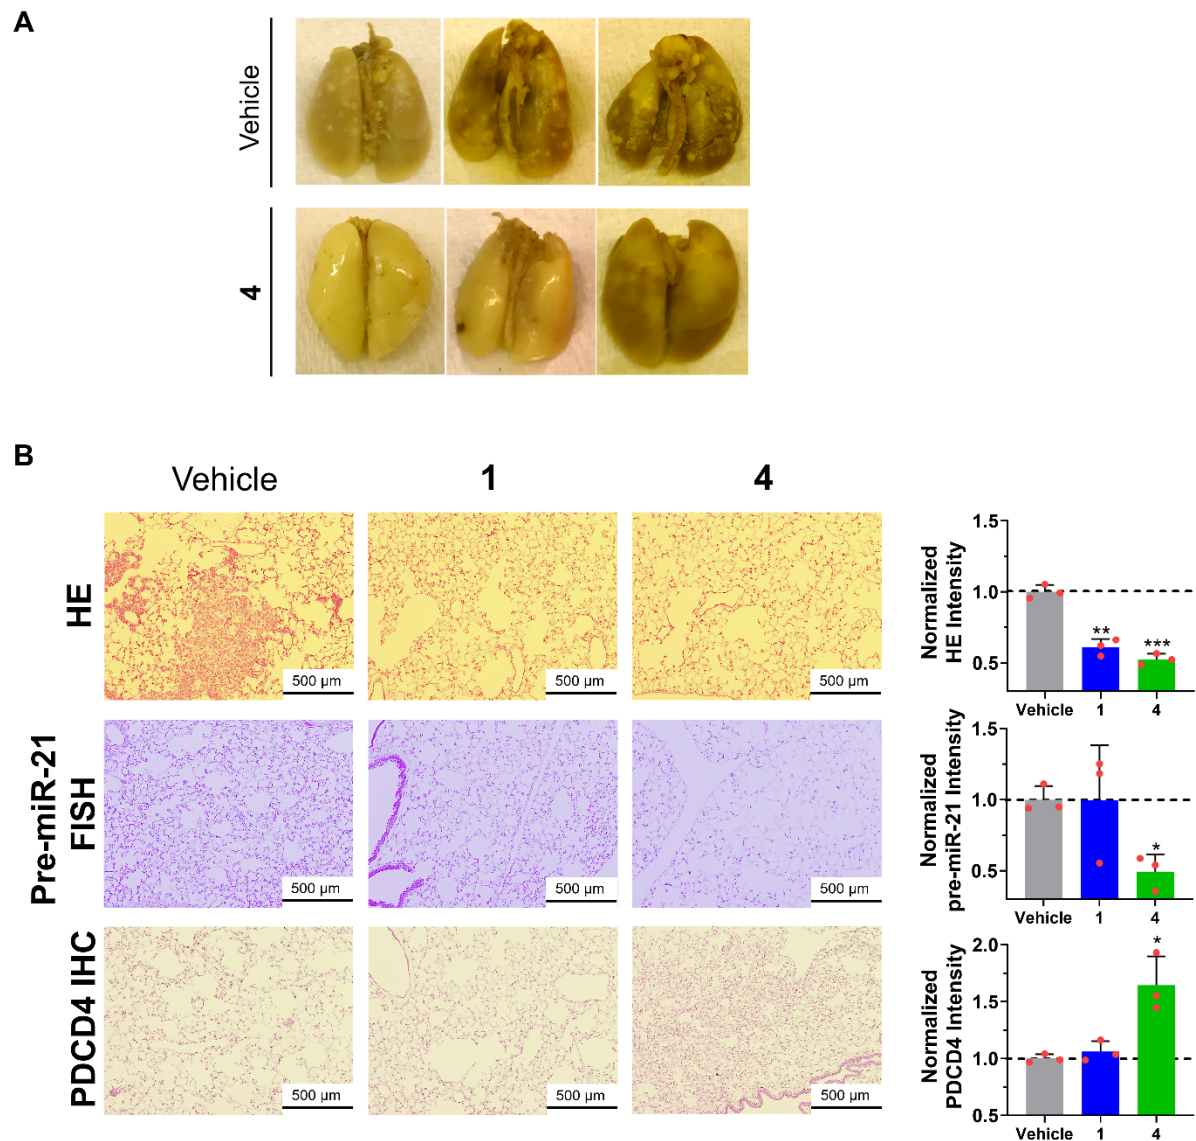 A
Vehicle
4
B
Vehicle
1
4
HE
500 µm
500 µm
500 µm
Normalized
HE Intensity
1.5
1.0
0.5
**
***
Vehicle
1
4
Pre-miR-21
FISH
500 µm
500 µm
500 µm
Normalized
pre-miR-21 Intensity
1.5
1.0
0.5
*
Vehicle
1
4
PDCD4 IHC
500 µm
500 µm
500 µm
Normalized
PDCD4 Intensity
2.0
1.5
1.0
0.5
*
Vehicle
1
4